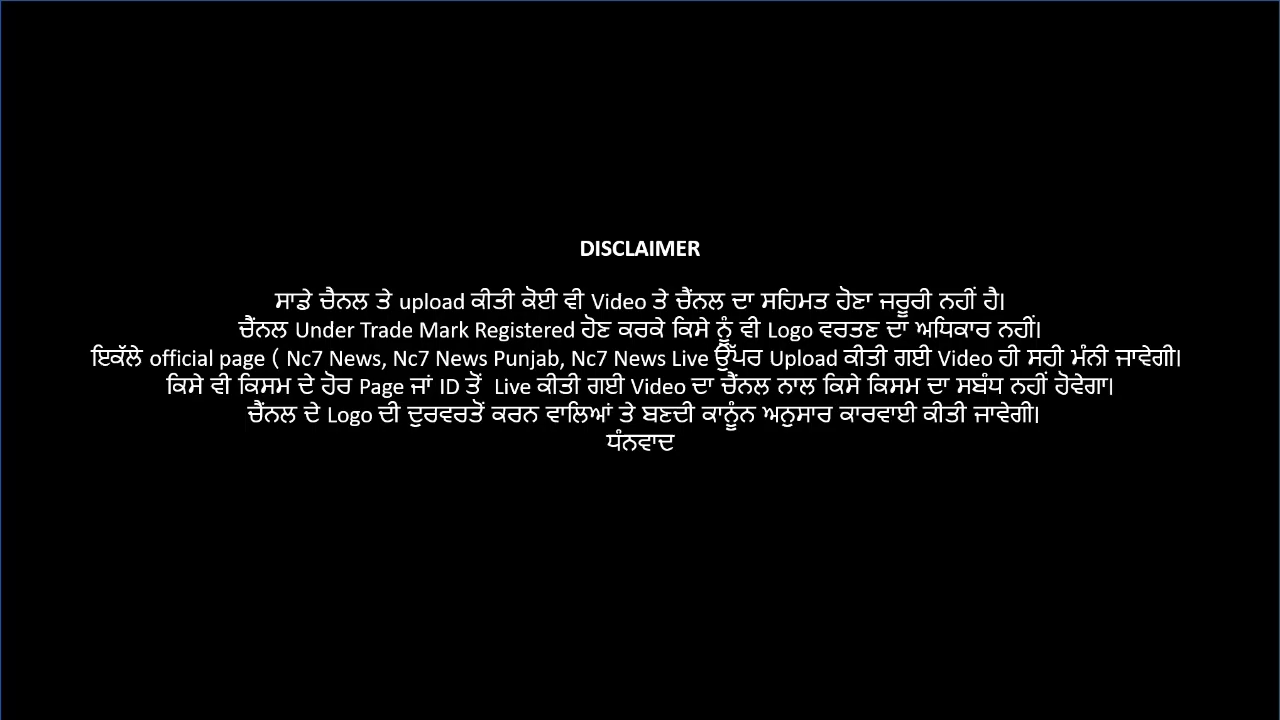 DISCLAIMER
ਸਾਡੇ ਚੈਨਲ ਤੇ upload ਕੀਤੀ ਕੋਈ ਵੀ Video ਤੇ ਚੈਂਨਲ ਦਾ ਸਹਿਮਤ ਹੋਣਾ ਜਰੂਰੀ ਨਹੀਂ ਹੈ।
ਚੈਂਨਲ Under Trade Mark Registered ਹੋਣ ਕਰਕੇ ਕਿਸੇ ਨੂੰ ਵੀ Logo ਵਰਤਣ ਦਾ ਅਧਿਕਾਰ ਨਹੀਂ।
ਇਕੱਲੇ official page ( Nc7 News, Nc7 News Punjab, Nc7 News Live ਉੱਪਰ Upload ਕੀਤੀ ਗਈ Video ਹੀ ਸਹੀ ਮੰਨੀ ਜਾਵੇਗੀ।
ਕਿਸੇ ਵੀ ਕਿਸਮ ਦੇ ਹੋਰ Page ਜਾਂ ID ਤੋਂ Live ਕੀਤੀ ਗਈ Video ਦਾ ਚੈਂਨਲ ਨਾਲ ਕਿਸੇ ਕਿਸਮ ਦਾ ਸਬੰਧ ਨਹੀਂ ਹੋਵੇਗਾ।
ਚੈਂਨਲ ਦੇ Logo ਦੀ ਦੁਰਵਰਤੋਂ ਕਰਨ ਵਾਲਿਆਂ ਤੇ ਬਣਦੀ ਕਾਨੂੰਨ ਅਨੁਸਾਰ ਕਾਰਵਾਈ ਕੀਤੀ ਜਾਵੇਗੀ।
ਧੰਨਵਾਦ